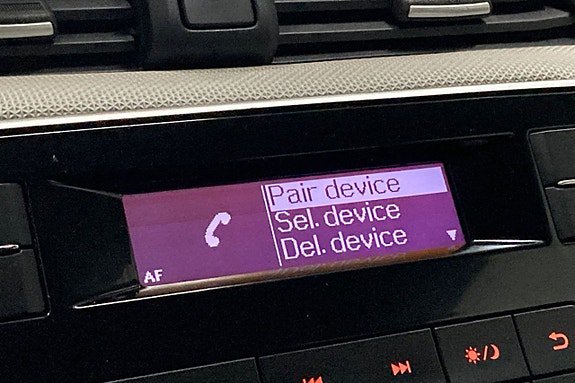 Pair device
Sel. device
Del. device
AF